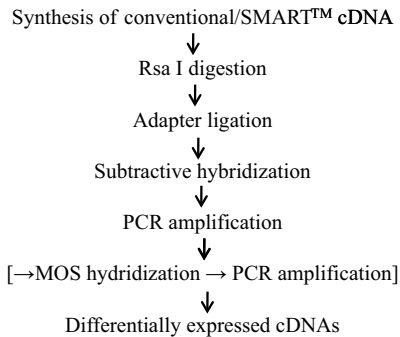 Synthesis of conventional/SMART™ cDNA
Rsa I digestion
Adapter ligation
Subtractive hybridization
PCR amplification
[→MOS hydridization → PCR amplification]
Differentially expressed cDNAs